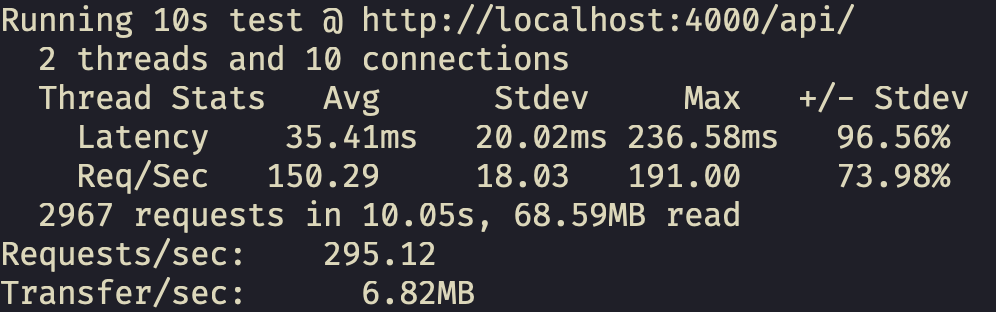 Running 10s test @ http://localhost:4000/api/
  2 threads and 10 connections
  Thread Stats   Avg      Stdev     Max   +/- Stdev
    Latency    35.41ms   20.02ms 236.58ms   96.56%
    Req/Sec   150.29     18.03   191.00     73.98%
  2967 requests in 10.05s, 68.59MB read
Requests/sec:    295.12
Transfer/sec:      6.82MB